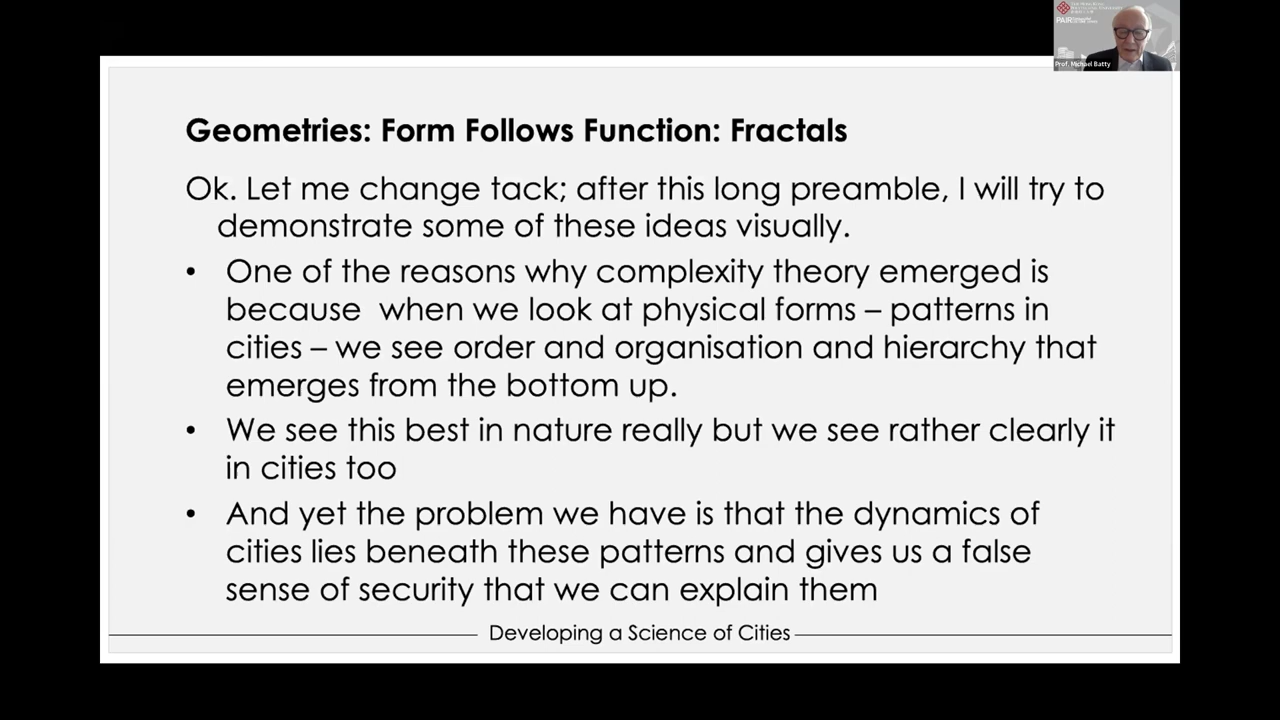 PAIR
Prof. Michael Batty
Geometries: Form Follows Function: Fractals
Ok. Let me change tack; after this long preamble, I will try to
demonstrate some of these ideas visually.
• One of the reasons why complexity theory emerged is
because when we look at physical forms – patterns in
cities – we see order and organisation and hierarchy that
emerges from the bottom up.
• We see this best in nature really but we see rather clearly it
in cities too
• And yet the problem we have is that the dynamics of
cities lies beneath these patterns and gives us a false
sense of security that we can explain them
Developing a Science of Cities